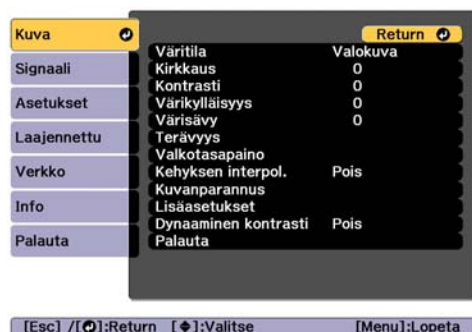 Kuva
Signaali
Asetukset
Laajennettu
Verkko
Info
Palauta
Return
Väritila Valokuva
Kirkkaus 0
Kontrasti 0
Värikylläisyys 0
Värisävy 0
Terävyys
Valkotasapaino
Kehyksen interpol. Pois
Kuvanparannus
Lisäasetukset
Dynaaminen kontrasti Pois
Palauta
[Esc] /[ ]:Return [ ]:Valitse [Menu]:Lopeta